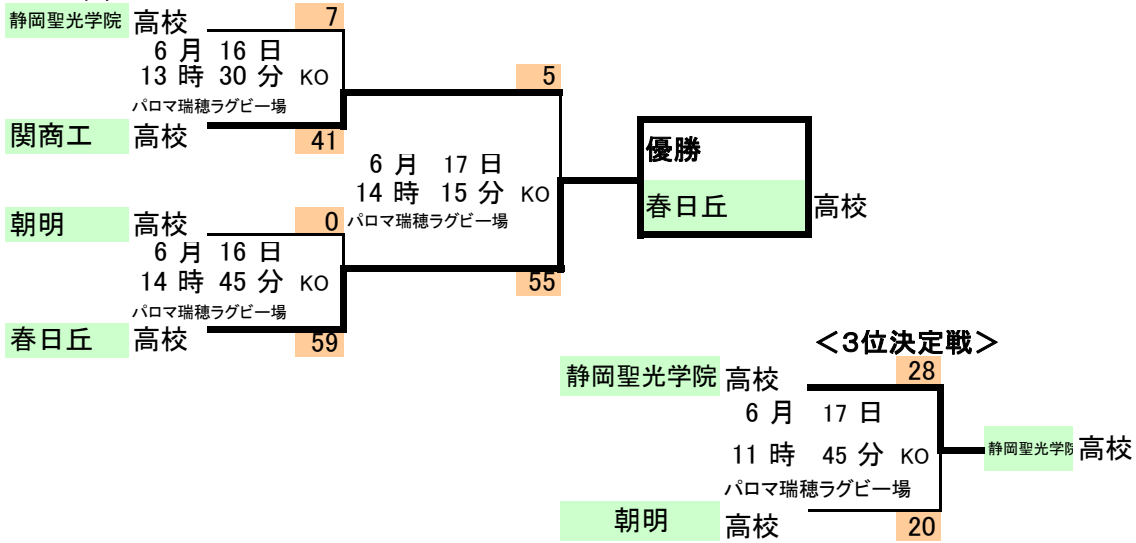 静岡聖光学院 高校 7
6 月 16 日
13 時 30 分 KO
パロマ瑞穂ラグビー場
関商工 高校 41
5
6 月 17 日
14 時 15 分 KO
パロマ瑞穂ラグビー場
55
朝明 高校 0
6 月 16 日
14 時 45 分 KO
パロマ瑞穂ラグビー場
春日丘 高校 59
優勝
春日丘 高校
＜3位決定戦＞
静岡聖光学院 高校 28
6 月 17 日
11 時 45 分 KO
パロマ瑞穂ラグビー場
朝明 高校 20
静岡聖光学院 高校